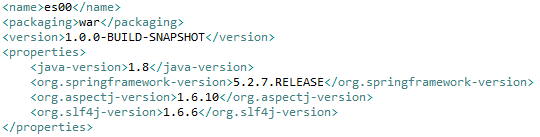 <name>es00</name>
<packaging>war</packaging>
<version>1.0.0-BUILD-SNAPSHOT</version>
<properties>
<java-version>1.8</java-version>
<org.springframework-version>5.2.7.RELEASE</org.springframework-version>
<org.aspectj-version>1.6.10</org.aspectj-version>
<org.slf4j-version>1.6.6</org.slf4j-version>
</properties>